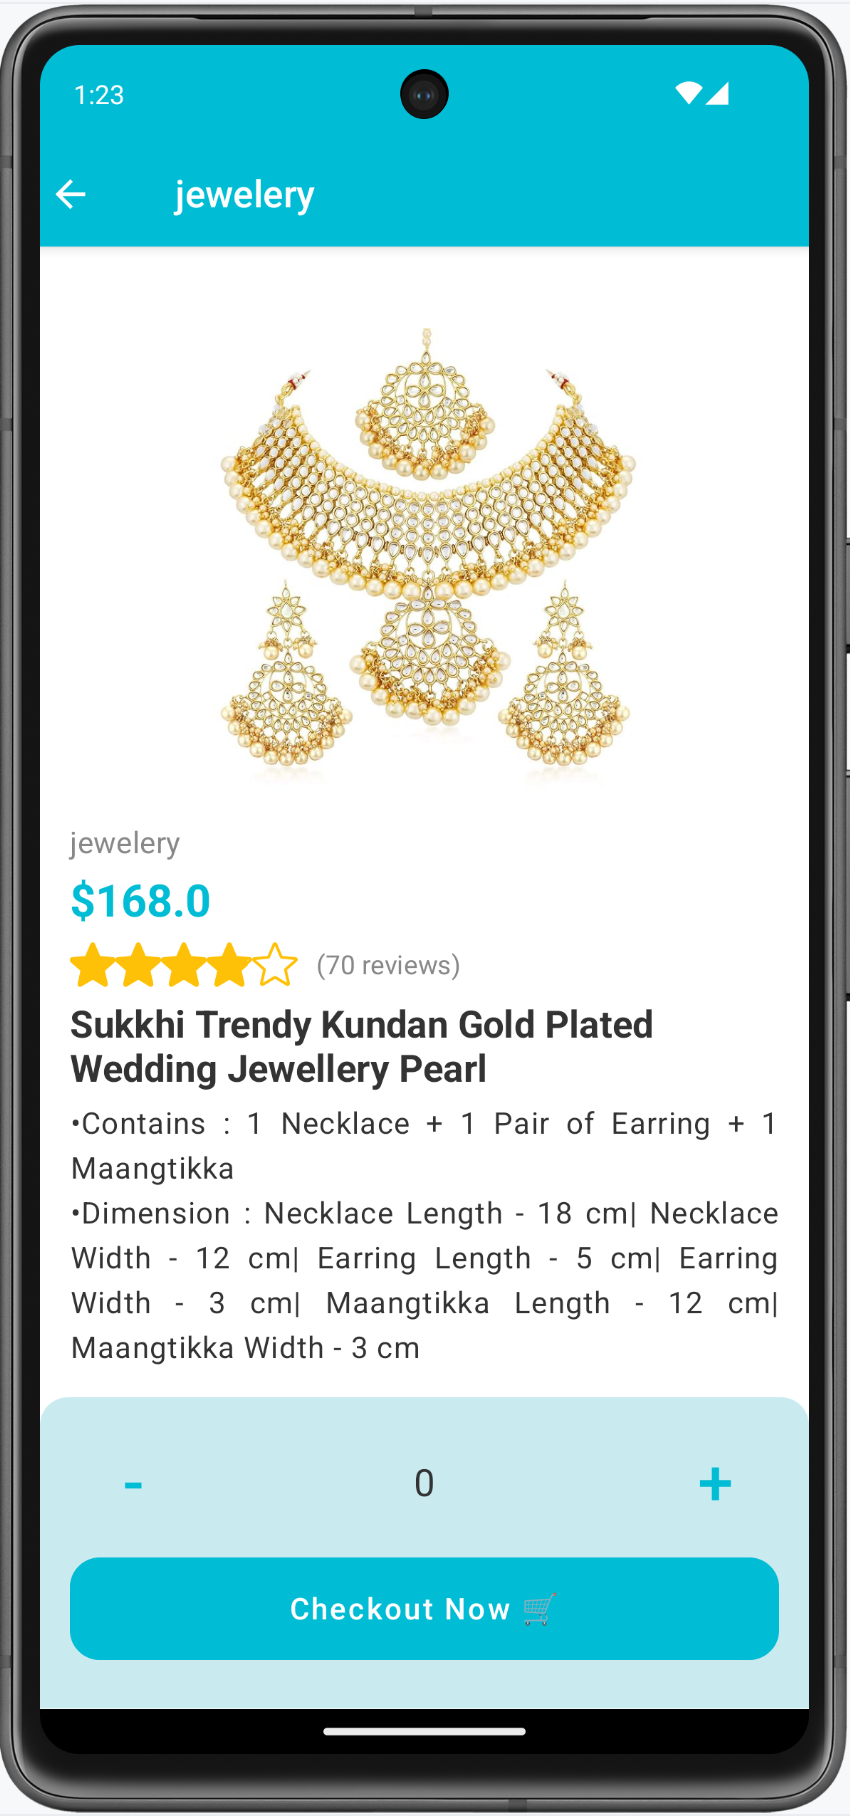 1:23
jewelery
jewelery
$168.0
(70 reviews)
Sukkhi Trendy Kundan Gold Plated
Wedding Jewellery Pearl
•Contains : 1 Necklace + 1 Pair of Earring + 1
Maangtikka
•Dimension : Necklace Length - 18 cm| Necklace
Width - 12 cm| Earring Length - 5 cm| Earring
Width - 3 cm| Maangtikka Length - 12 cm|
Maangtikka Width - 3 cm
- 0 +
Checkout Now 🛒